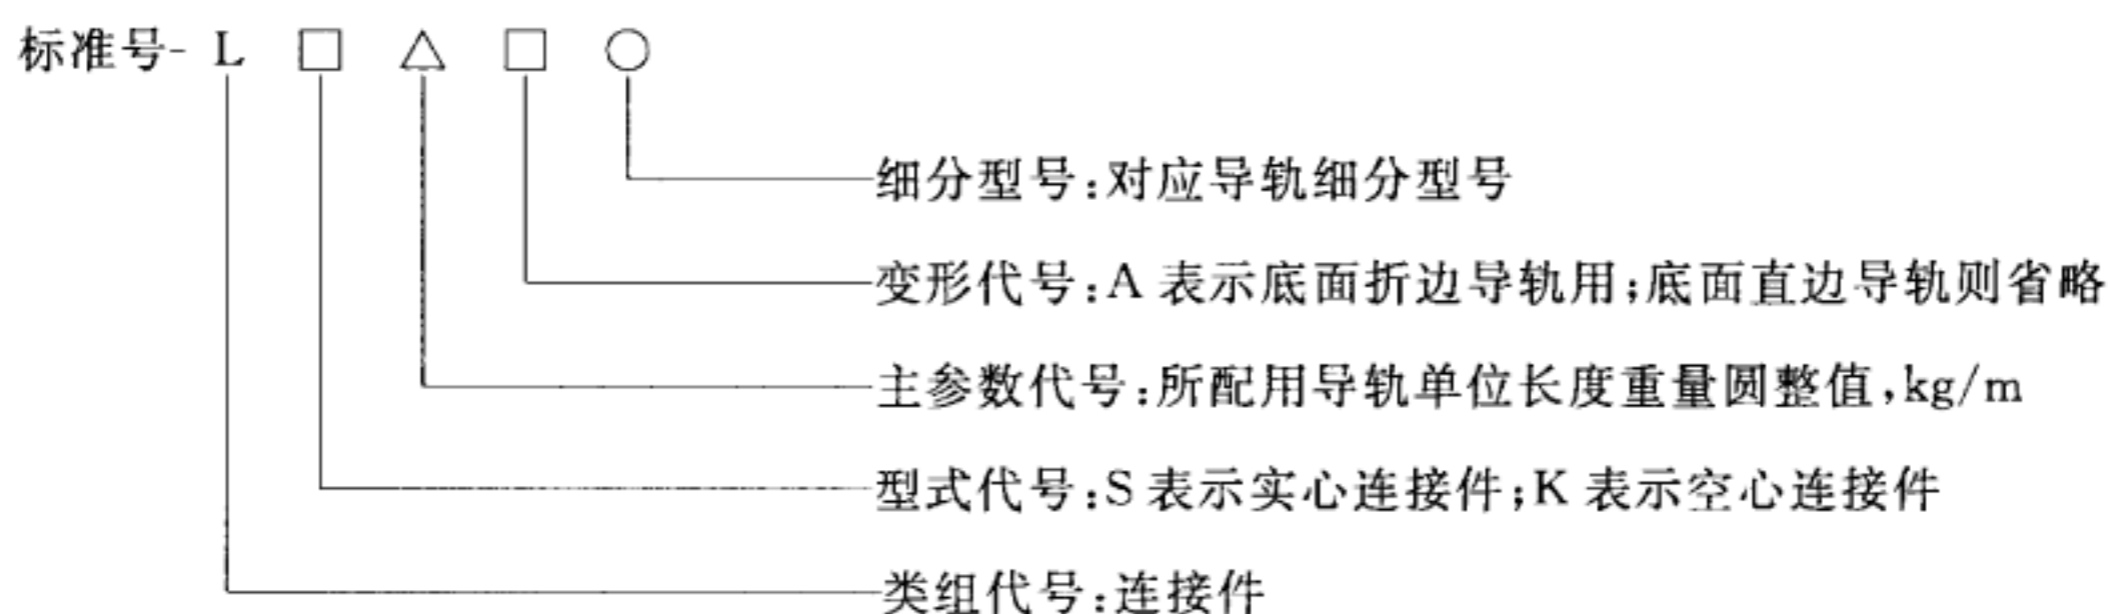 标准号- L □ △ □ ○
细分型号:对应导轨细分型号
变形代号:A 表示底面折边导轨用;底面直边导轨则省略
主参数代号:所配用导轨单位长度重量圆整值,kg/m
型式代号:S 表示实心连接件;K 表示空心连接件
类组代号:连接件